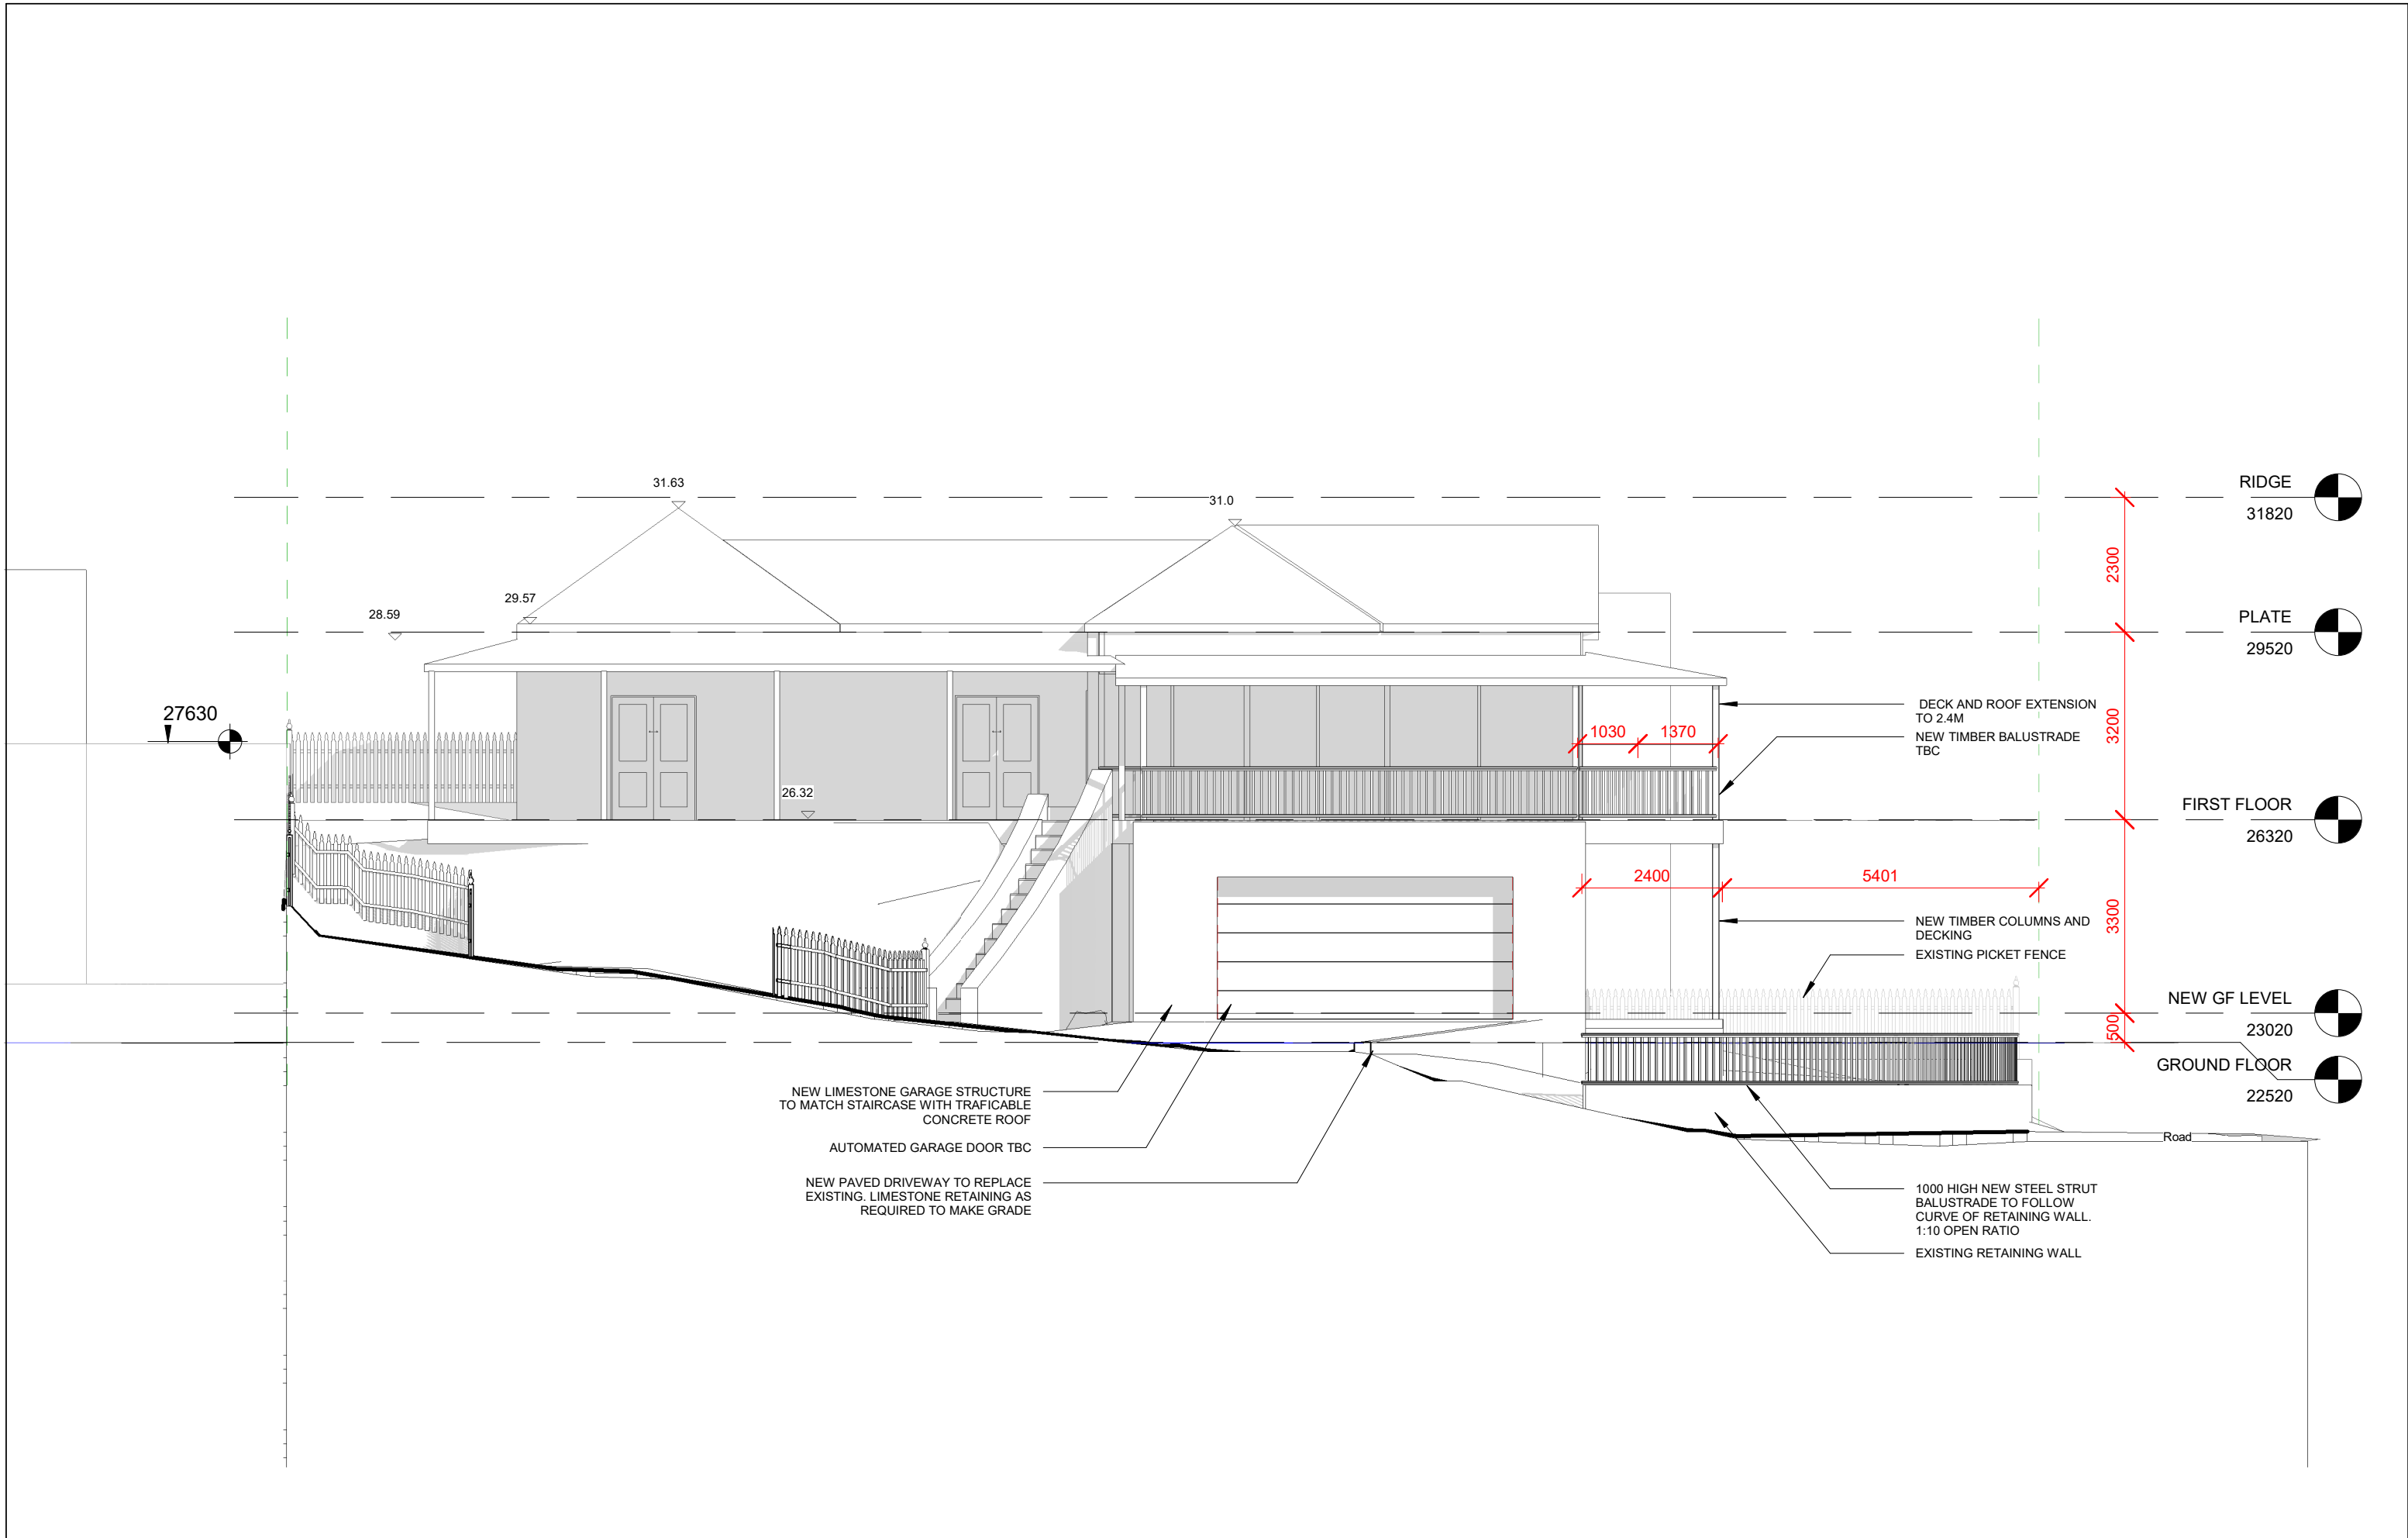 31.63
31.0
RIDGE
31820
2300
29.57
28.59
PLATE
29520
27630
DECK AND ROOF EXTENSION
TO 2.4M
NEW TIMBER BALUSTRADE
TBC
1030
1370
3200
26.32
FIRST FLOOR
26320
2400
5401
3300
NEW TIMBER COLUMNS AND
DECKING
EXISTING PICKET FENCE
NEW GF LEVEL
23020
500
GROUND FLOOR
22520
NEW LIMESTONE GARAGE STRUCTURE
TO MATCH STAIRCASE WITH TRAFICABLE
CONCRETE ROOF
AUTOMATED GARAGE DOOR TBC
NEW PAVED DRIVEWAY TO REPLACE
EXISTING. LIMESTONE RETAINING AS
REQUIRED TO MAKE GRADE
Road
1000 HIGH NEW STEEL STRUT
BALUSTRADE TO FOLLOW
CURVE OF RETAINING WALL.
1:10 OPEN RATIO
EXISTING RETAINING WALL